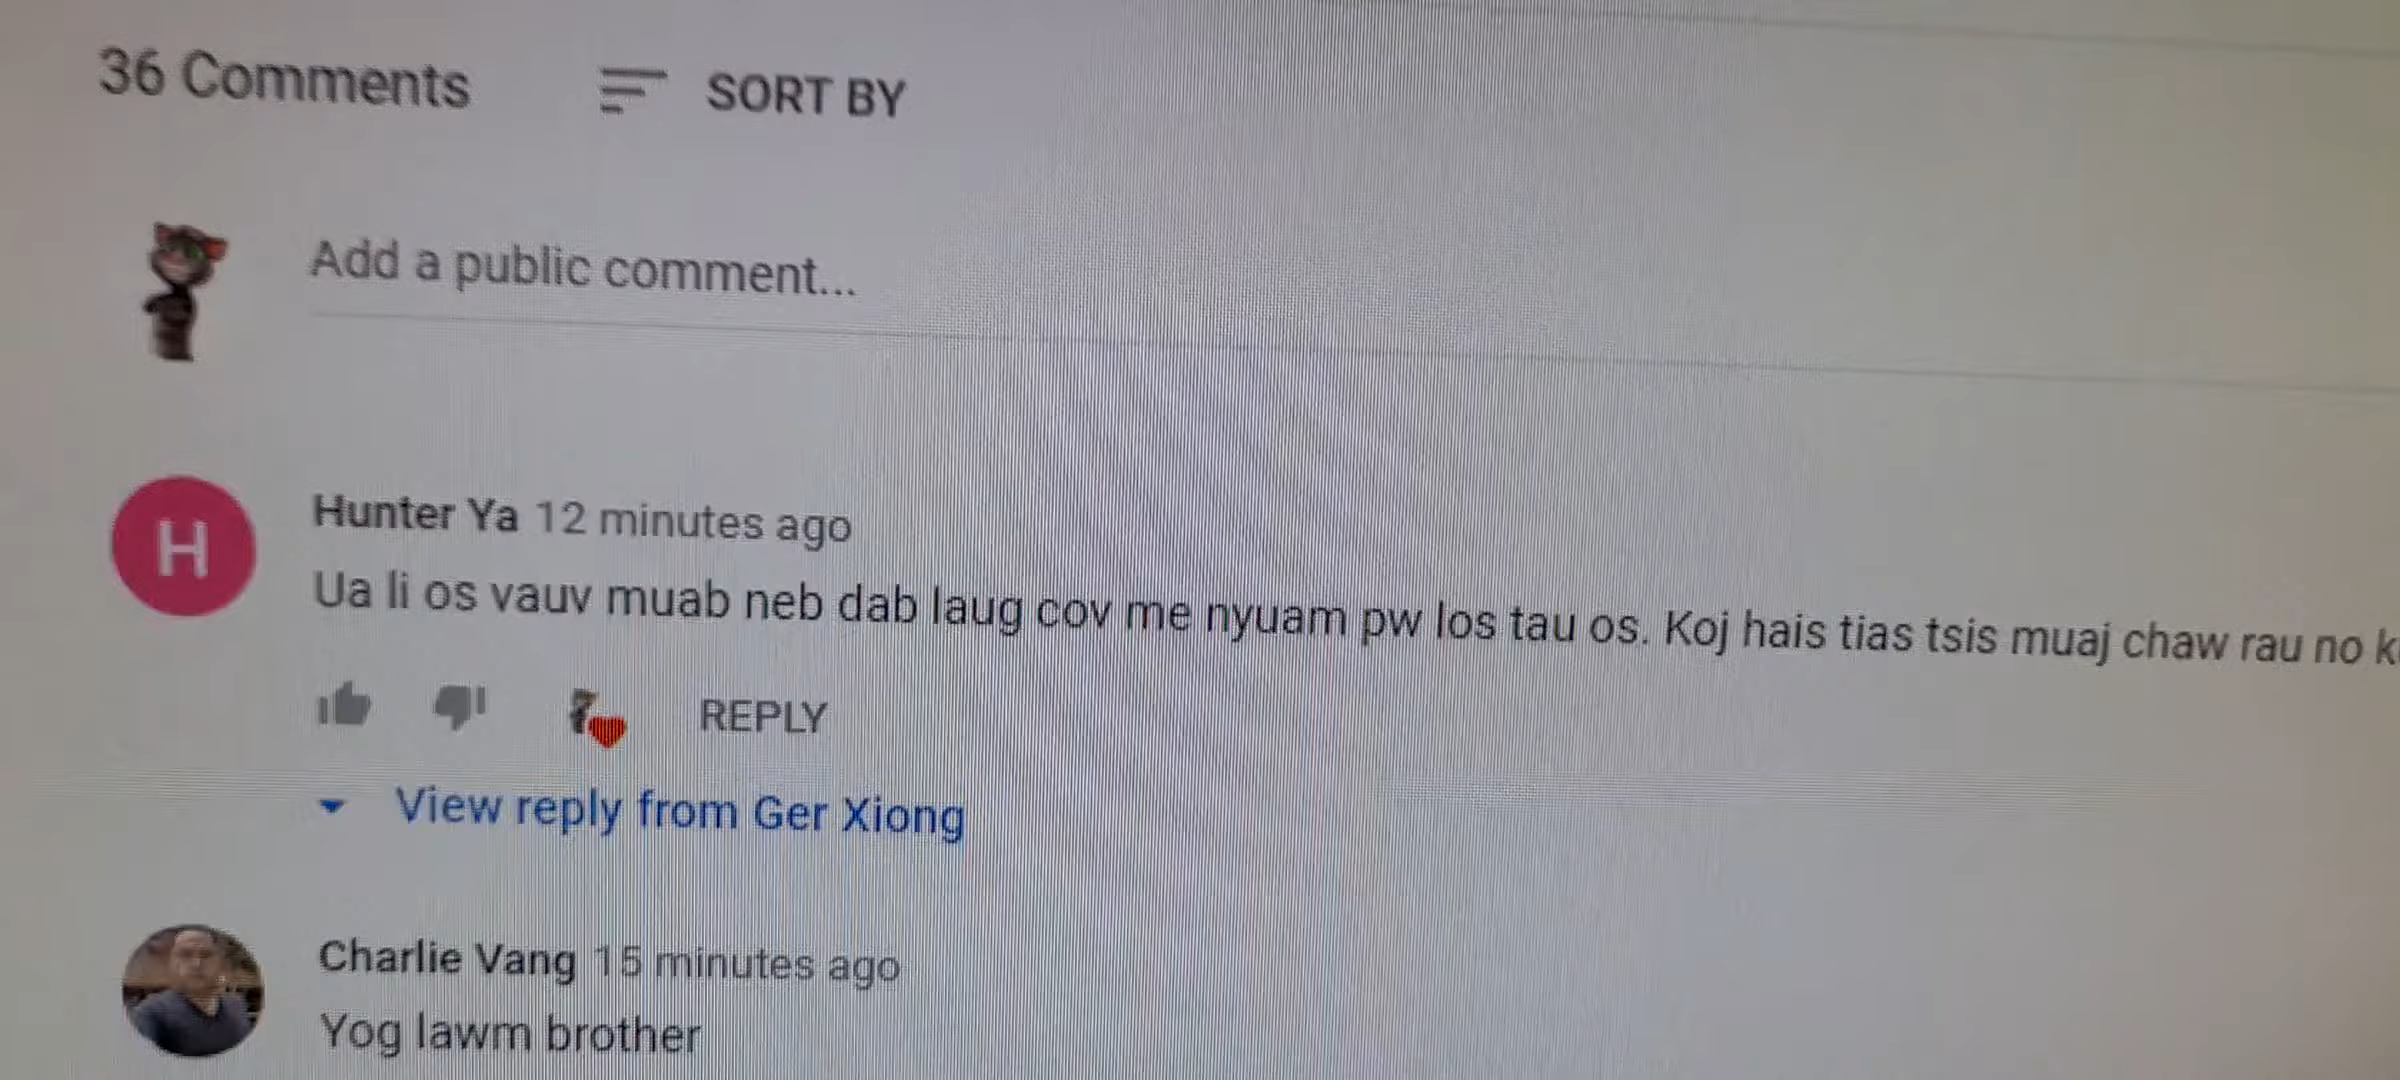 36 Comments SORT BY
Add a public comment...
H
Hunter Ya 12 minutes ago
Ua li os vauv muab neb dab laug cov me nyuam pw los tau os. Koj hais tias tsis muaj chaw rau no
REPLY
View reply from Ger Xiong
Charlie Vang 15 minutes ago
Yog lawm brother